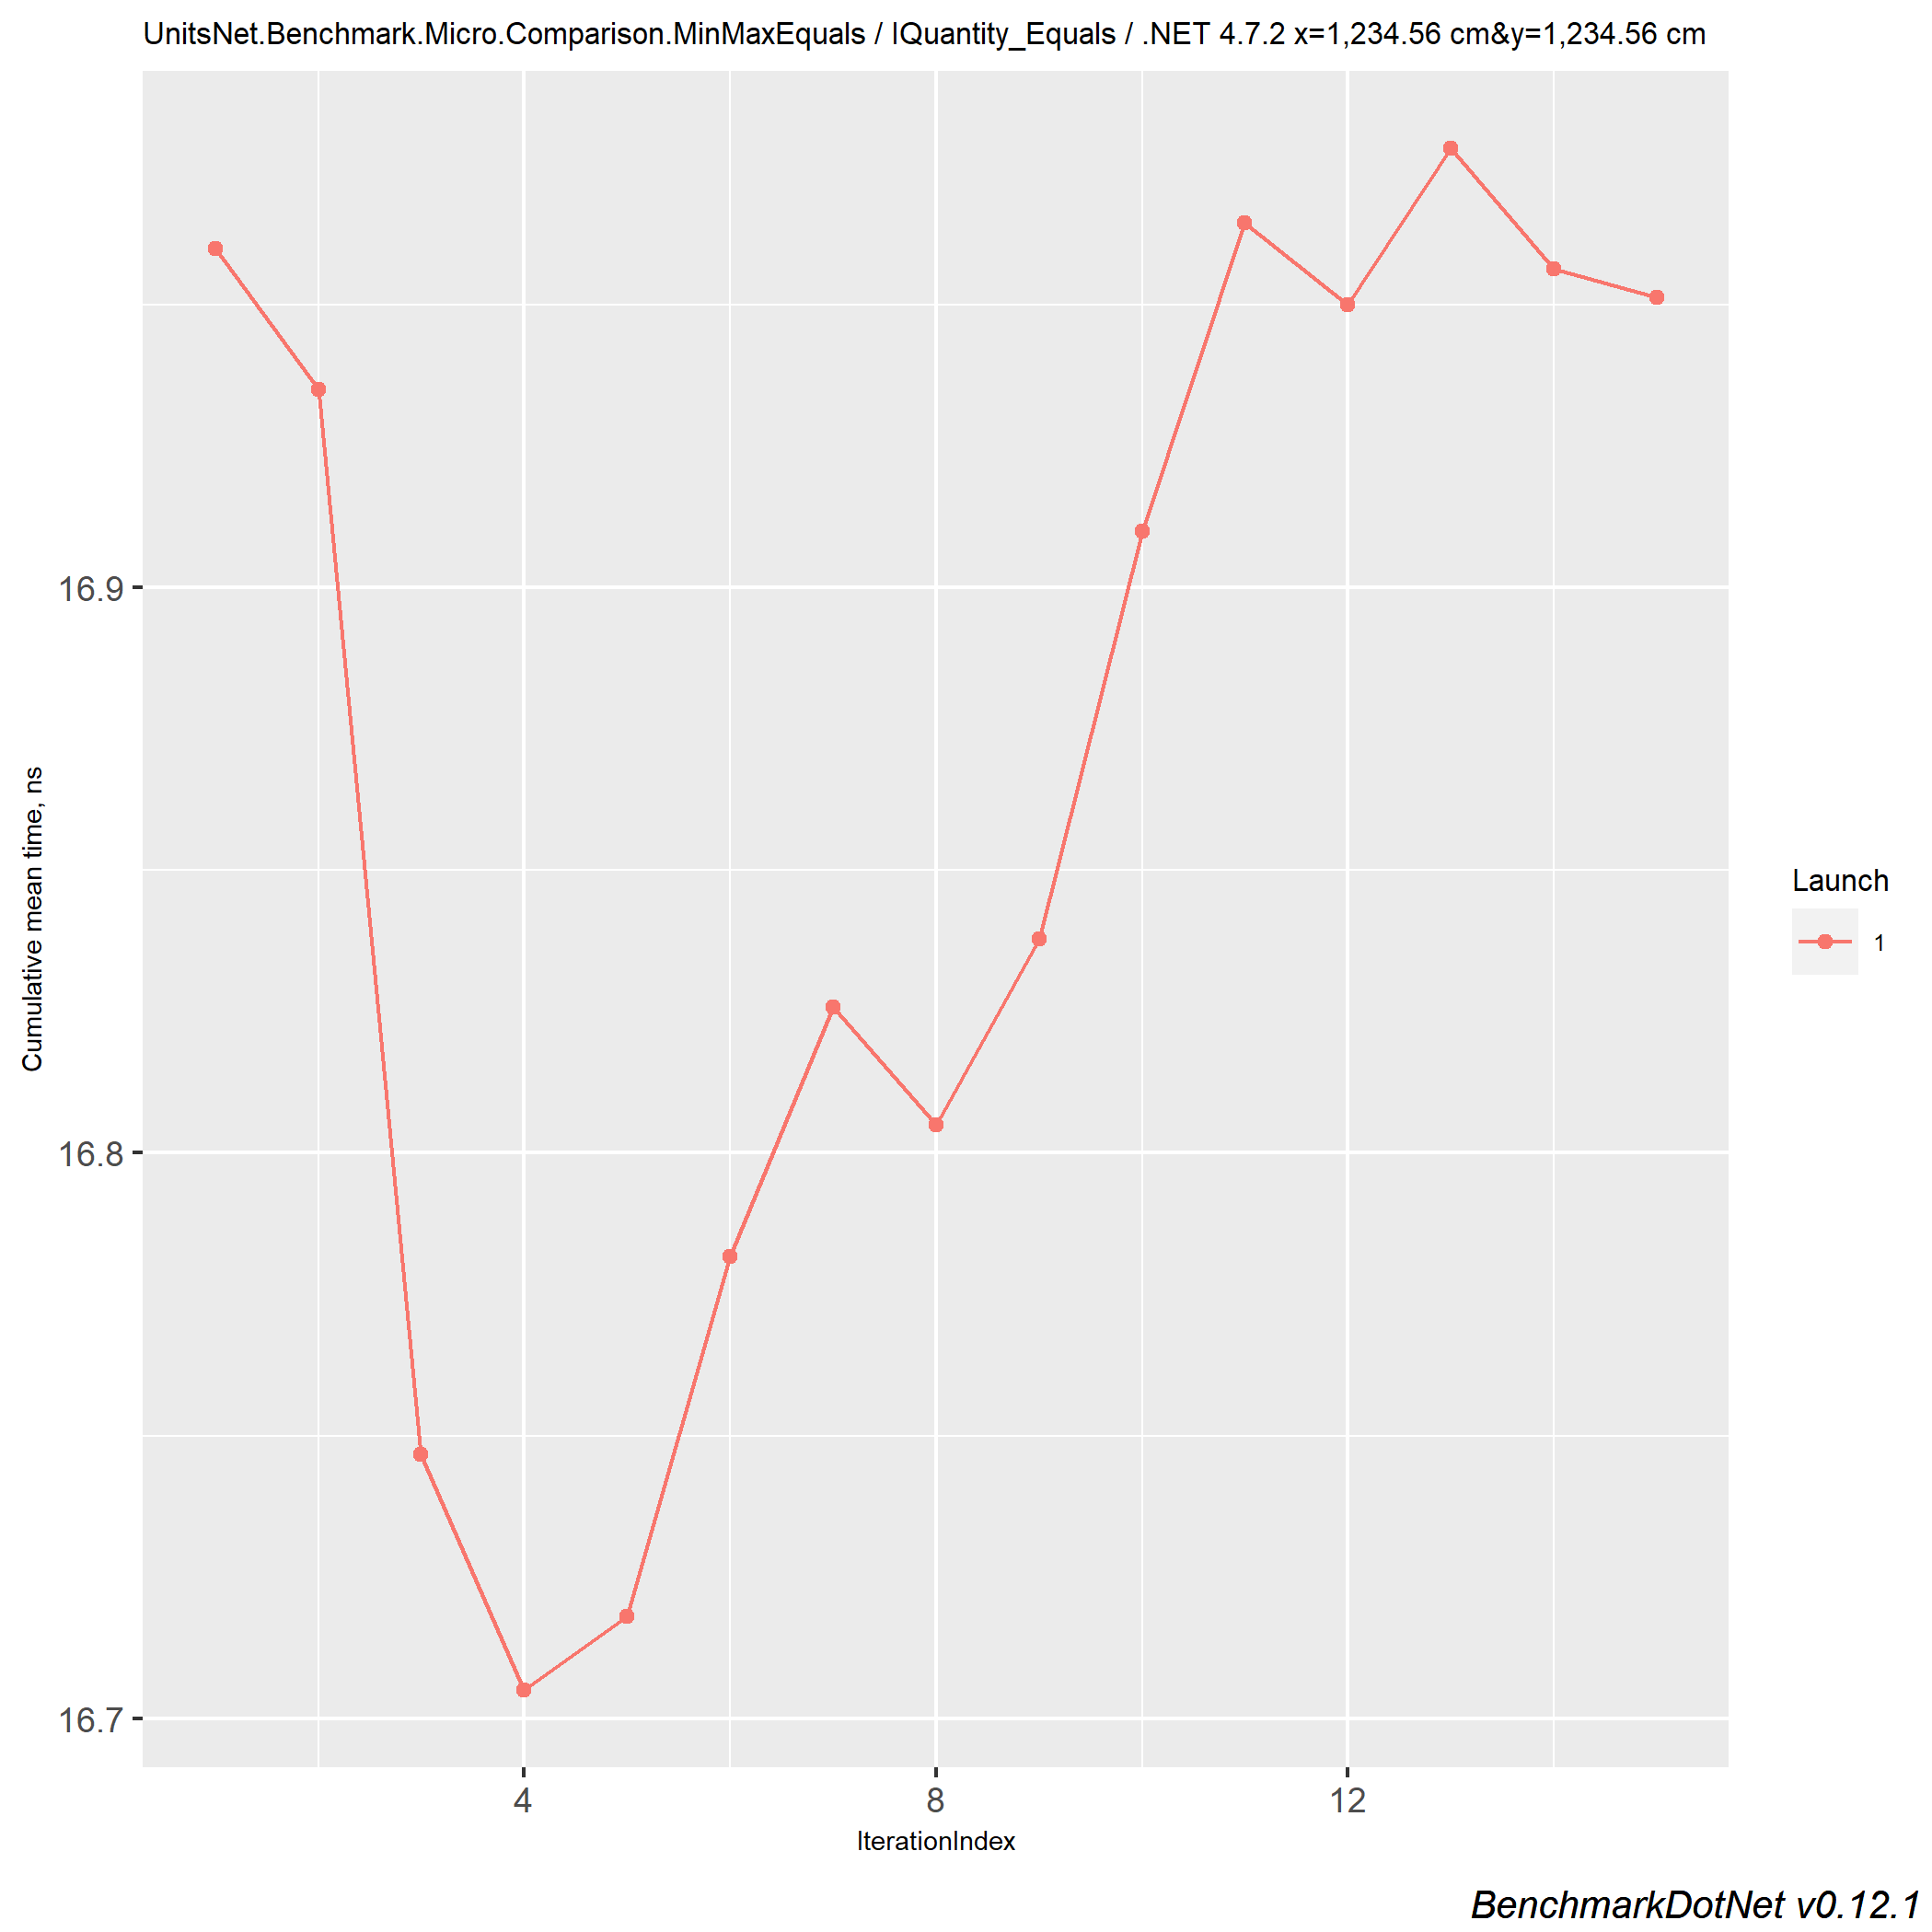 UnitsNet.Benchmark.Micro.Comparison.MinMaxEquals / IQuantity_Equals / .NET 4.7.2 x=1,234.56 cm&y=1,234.56 cm
Cumulative mean time, ns
16.9
16.8
16.7
4
8
12
IterationIndex
Launch
1
BenchmarkDotNet v0.12.1